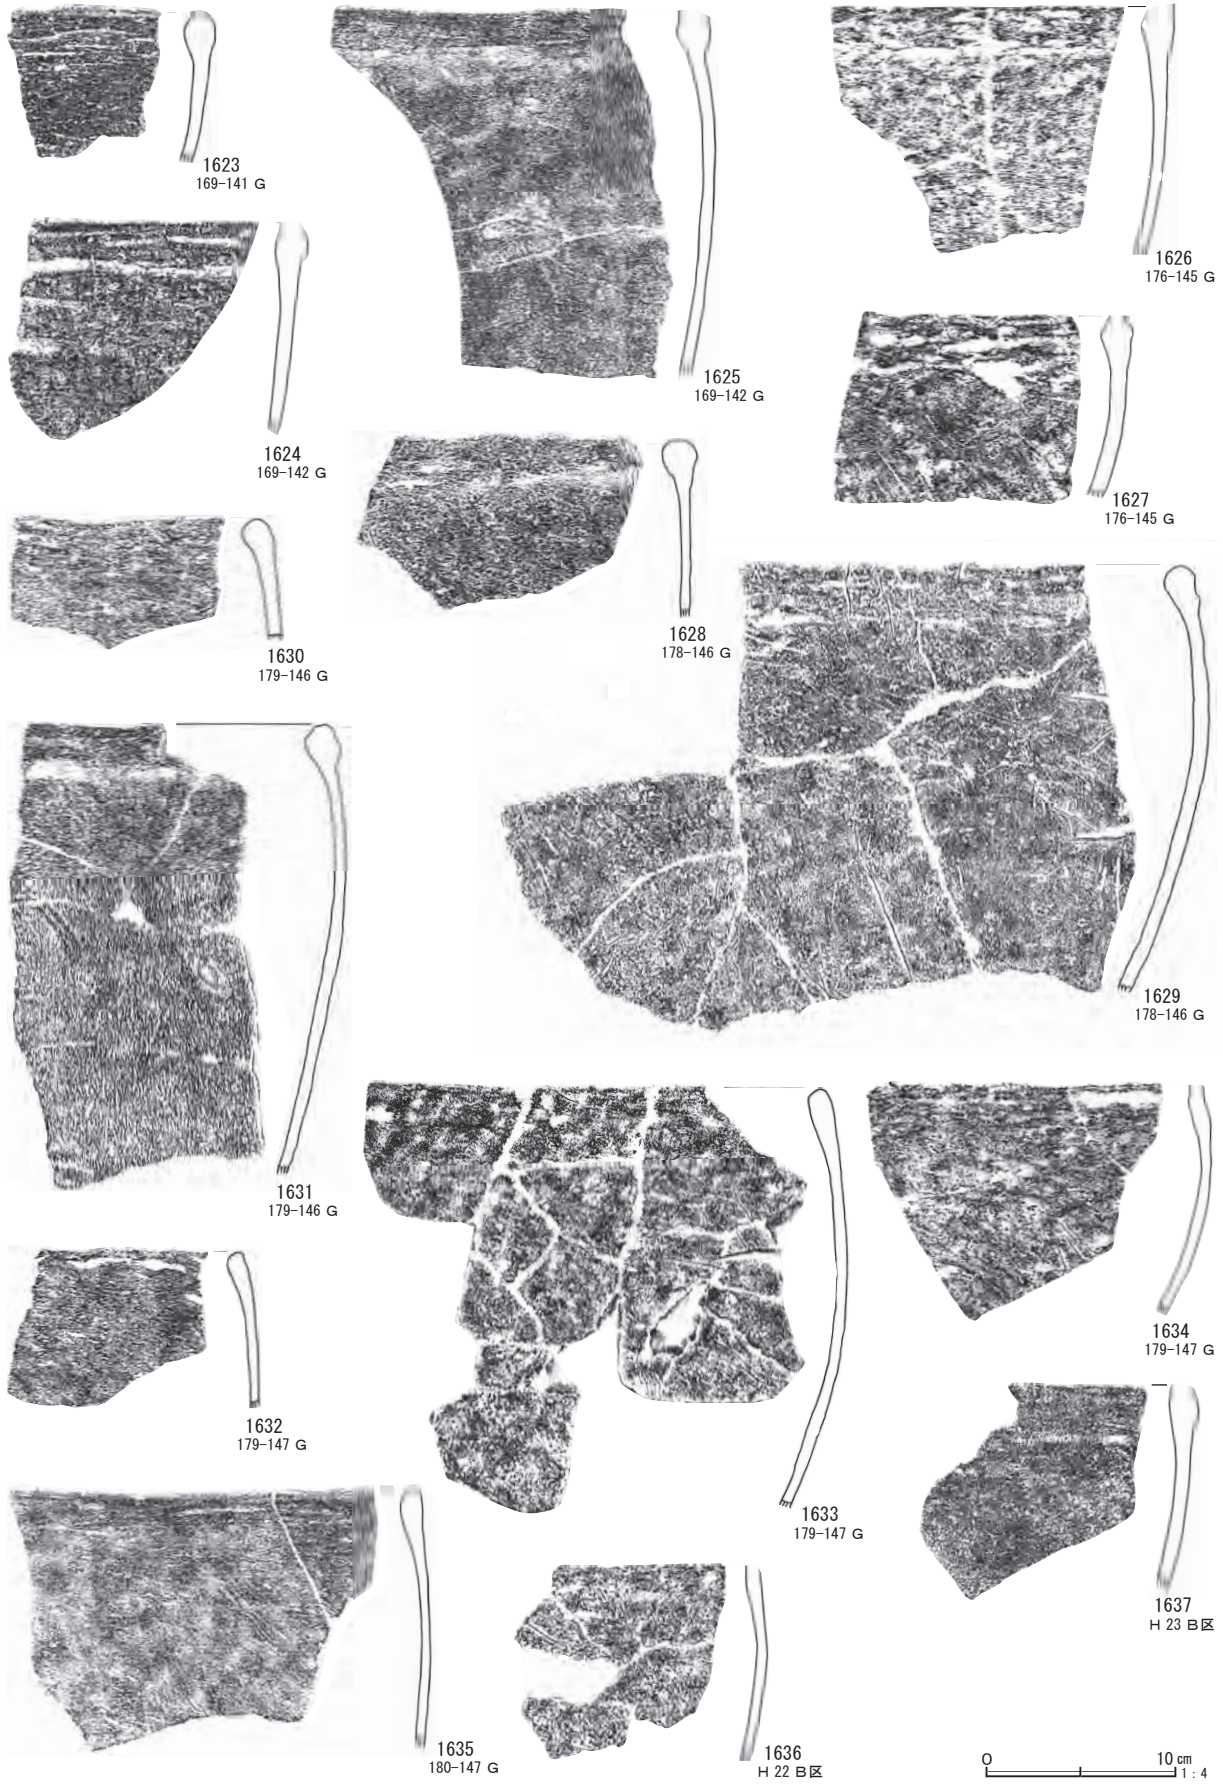 1623
169-141 G
1624
169-142 G
1625
169-142 G
1626
176-145 G
1627
176-145 G
1628
178-146 G
1630
179-146 G
1629
178-146 G
1631
179-146 G
1632
179-147 G
1633
179-147 G
1634
179-147 G
1635
180-147 G
1636
H 22 B区
1637
H 23 B区
0 10 cm
1:4